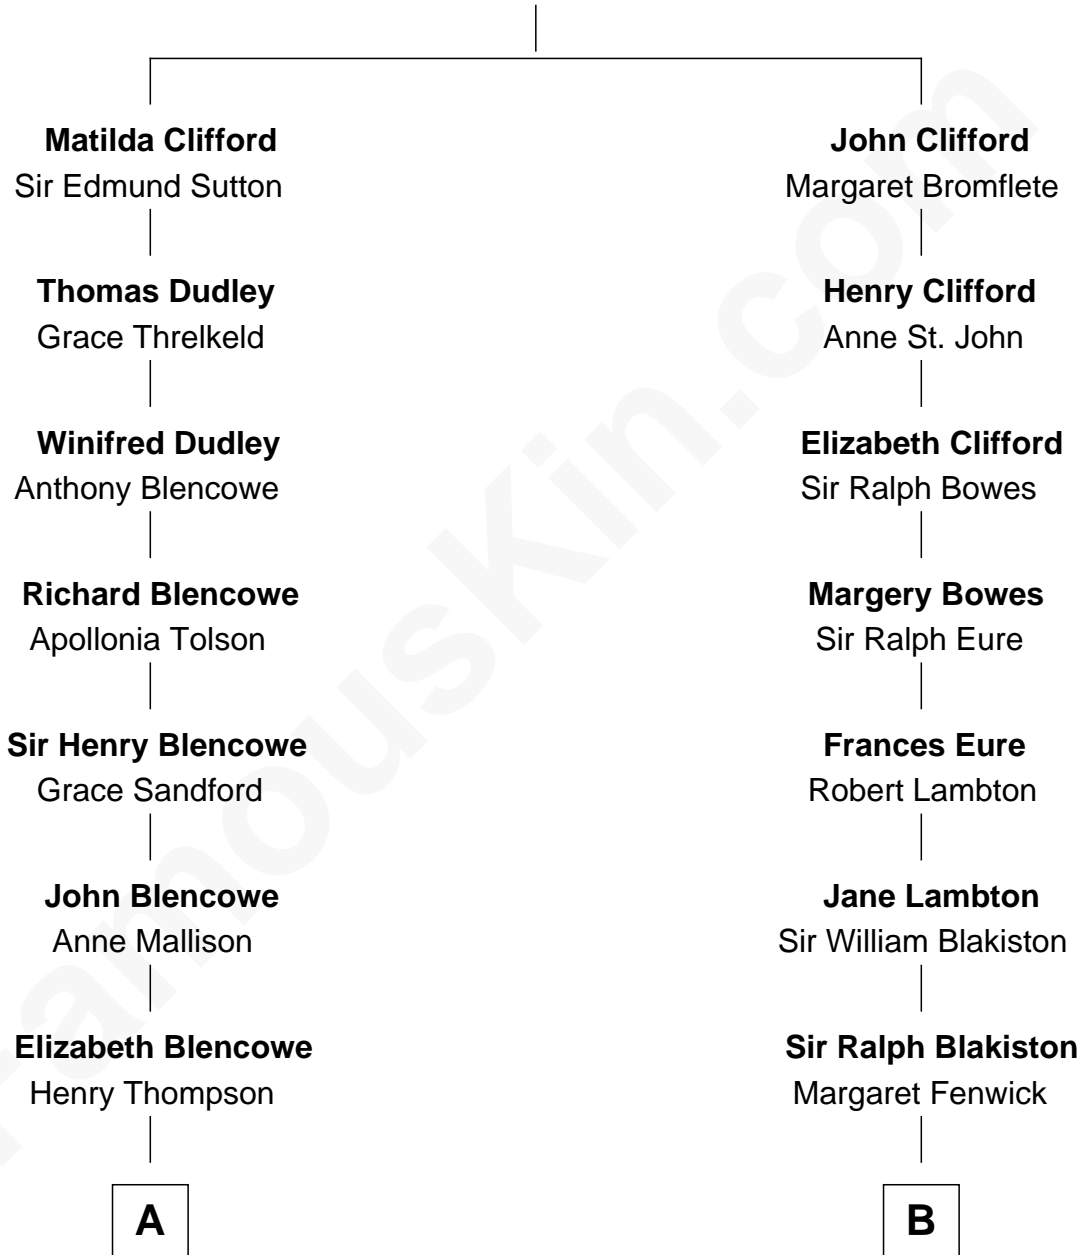 Matilda Clifford
Sir Edmund Sutton
Thomas Dudley
Grace Threlkeld
Winifred Dudley
Anthony Blencowe
Richard Blencowe
Apollonia Tolson
Sir Henry Blencowe
Grace Sandford
John Blencowe
Anne Mallison
Elizabeth Blencowe
Henry Thompson
A
John Clifford
Margaret Bromflete
Henry Clifford
Anne St. John
Elizabeth Clifford
Sir Ralph Bowes
Margery Bowes
Sir Ralph Eure
Frances Eure
Robert Lambton
Jane Lambton
Sir William Blakiston
Sir Ralph Blakiston
Margaret Fenwick
B
FamousKin.com